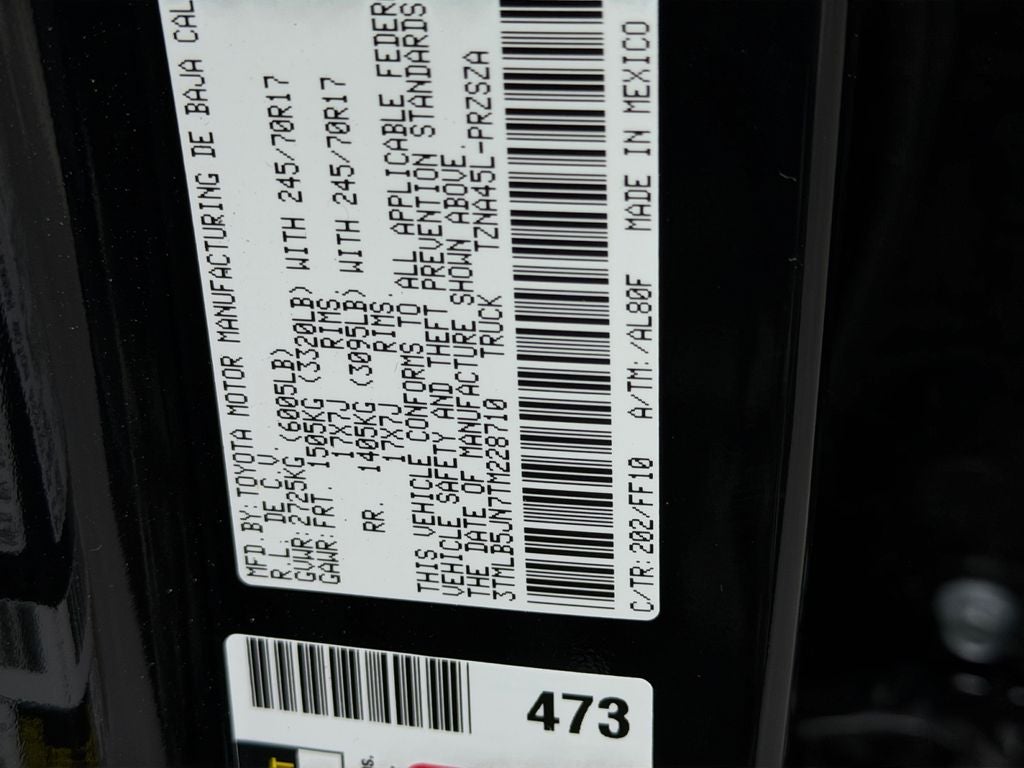 MFD.BY:TOYOTA MOTOR MANUFACTURING DE BAJA CAL
R.L: DE C.V.
GVWR:2725KG (6005LB)
GAWR:FRT. 1505KG (3320LB) WITH 245/70R17
17X7J RIMS.
RR. 1405KG (3095LB) WITH 245/70R17
17X7J RIMS.
THIS VEHICLE CONFORMS TO ALL APPLICABLE FEDER
VEHICLE SAFETY AND THEFT PREVENTION STANDARDS
THE DATE OF MANUFACTURE SHOWN ABOVE.
3TMLB5JN7TM228710 TRUCK TZNA45L-PRZSZA
C/TR:202/FF10 A/TM:/AL80F MADE IN MEXICO
473